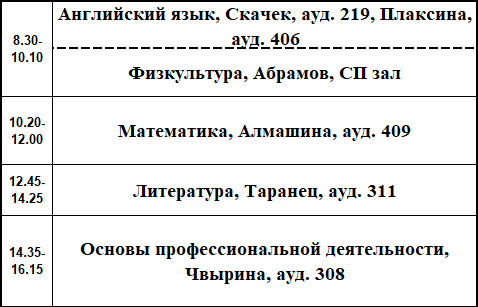 8.30-
10.10
Английский язык, Скачек, ауд. 219, Плаксина,
ауд. 406
Физкультура, Абрамов, СП зал
10.20-
12.00
Математика, Алмашина, ауд. 409
12.45-
14.25
Литература, Таранец, ауд. 311
14.35-
16.15
Основы профессиональной деятельности,
Чвырина, ауд. 308